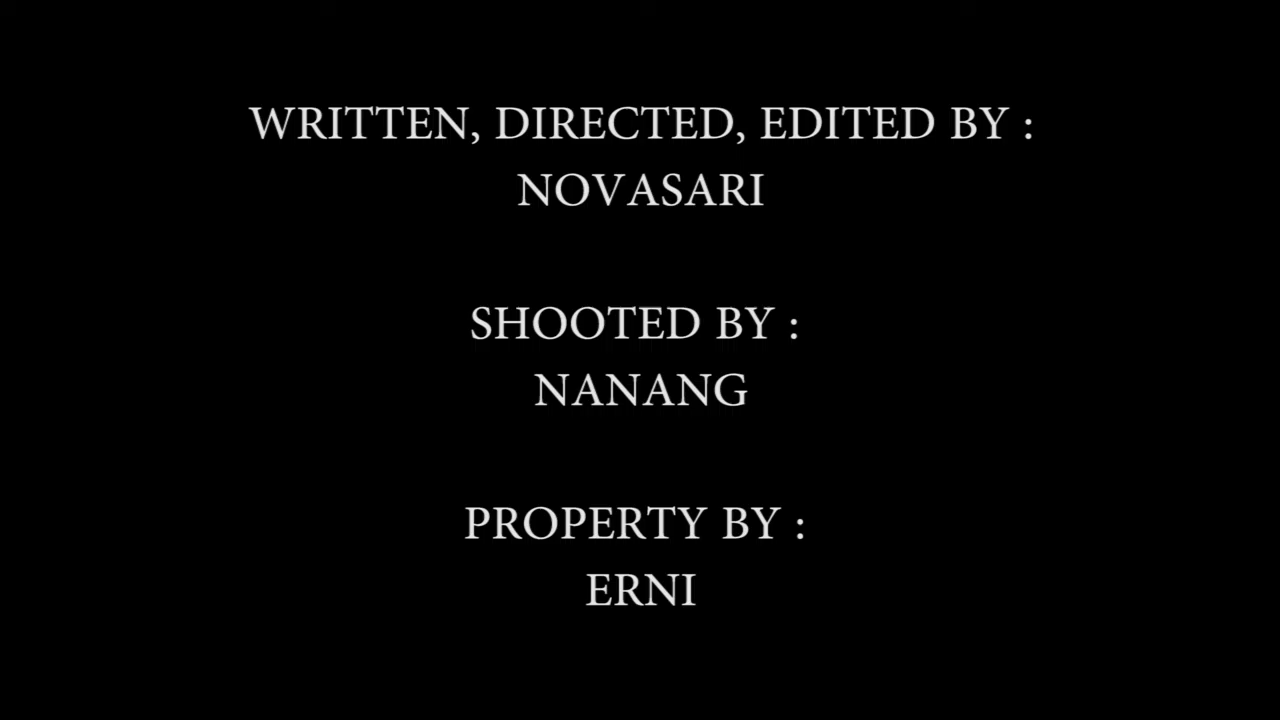 WRITTEN, DIRECTED, EDITED BY :
NOVASARI
SHOOTED BY :
NANANG
PROPERTY BY :
ERNI